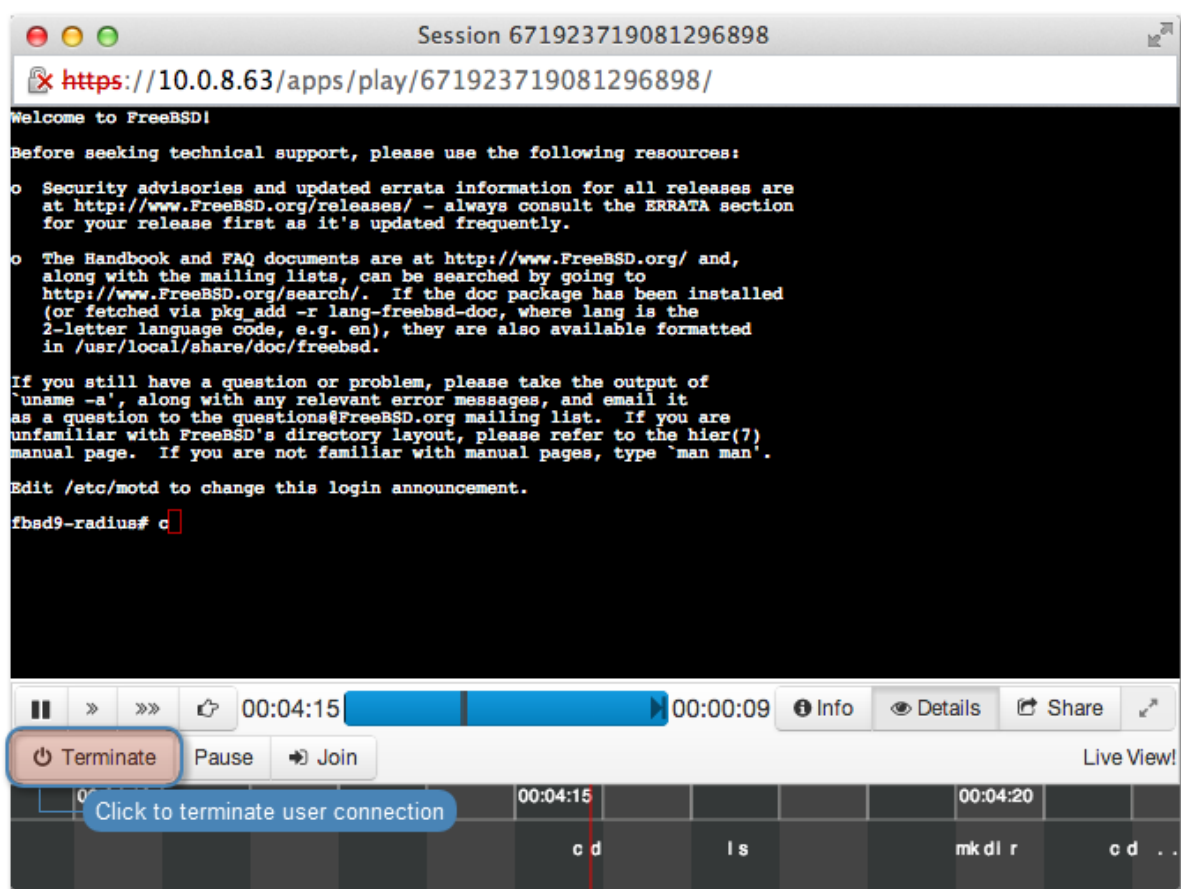 Session 671923719081296898
https://10.0.8.63/apps/play/671923719081296898/
Welcome to FreeBSD!
Before seeking technical support, please use the following resources:
o  Security advisories and updated errata information for all releases are
at http://www.FreeBSD.org/releases/ - always consult the ERRATA section
for your release first as it's updated frequently.
o  The Handbook and FAQ documents are at http://www.FreeBSD.org/ and,
along with the mailing lists, can be searched by going to
http://www.FreeBSD.org/search/.  If the doc package has been installed
(or fetched via pkg_add -r lang-freebsd-doc, where lang is the
2-letter language code, e.g. en), they are also available formatted
in /usr/local/share/doc/freebsd.
If you still have a question or problem, please take the output of
`uname -a', along with any relevant error messages, and email it
as a question to the questions@FreeBSD.org mailing list.  If you are
unfamiliar with FreeBSD's directory layout, please refer to the hier(7)
manual page.  If you are not familiar with manual pages, type `man man'.
Edit /etc/motd to change this login announcement.
fbsd9-radius# c
00:04:15 00:00:09 Info Details Share
Terminate Pause Join Live View!
00:04:15 00:04:20
Click to terminate user connection
cd ls mkdir cd ..